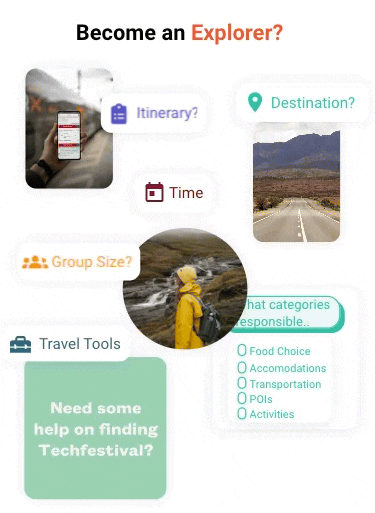 Become an Explorer?
Itinerary?
Destination?
Time
Group Size?
hat categories
responsible..
Travel Tools
Food Choice
Accomodations
Transportation
POIs
Activities
Need some
help on finding
Techfestival?